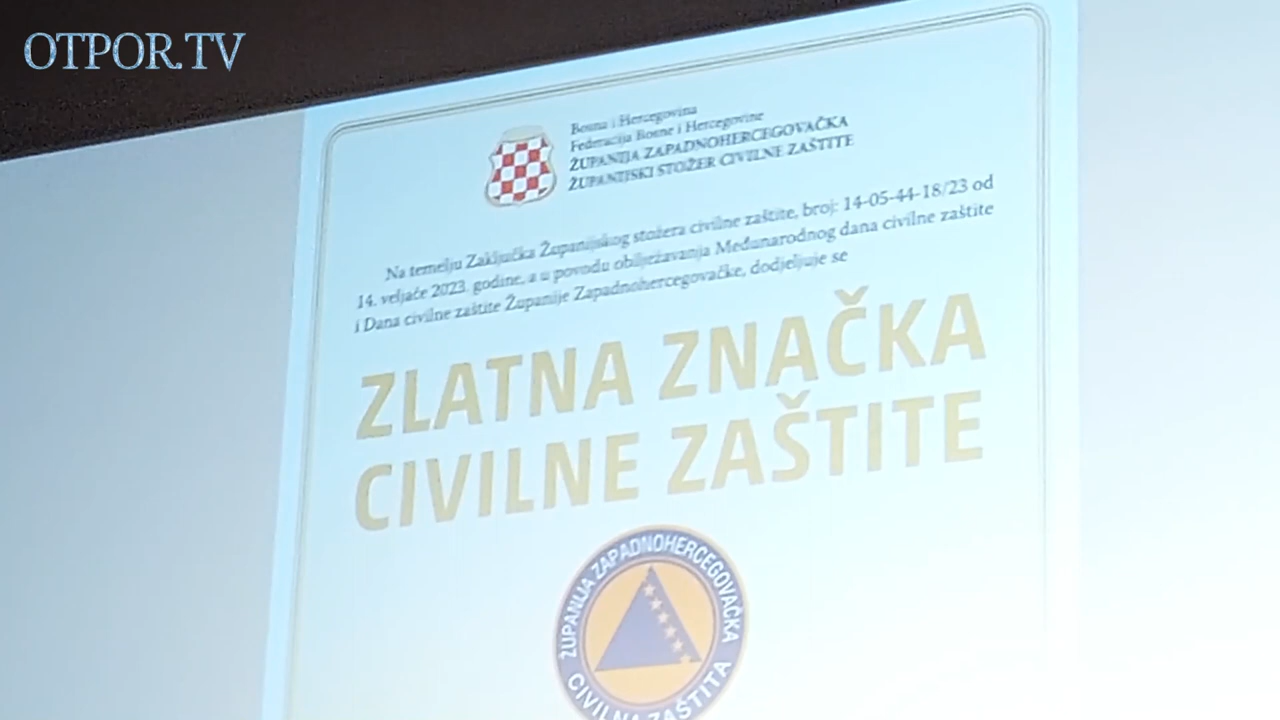 OTPOR.TV
Bosna i Hercegovina
Federacija Bosne i Hercegovine
ŽUPANIJA ZAPADNOHERCEGOVAČKA
ŽUPANIJSKI STOŽER CIVILNE ZAŠTITE
Na temelju Zaključka Županijskog stožera civilne zaštite, broj: 14-05-44-18/23 od
14. veljače 2023. godine, a u povodu obilježavanja Međunarodnog dana civilne zaštite
i Dana civilne zaštite Županije Zapadnohercegovačke, dodjeljuje se
ZLATNA ZNAČKA
CIVILNE ZAŠTITE
ŽUPANIJA ZAPADNOHERCEGOVAČKA
CIVILNA ZAŠTITA